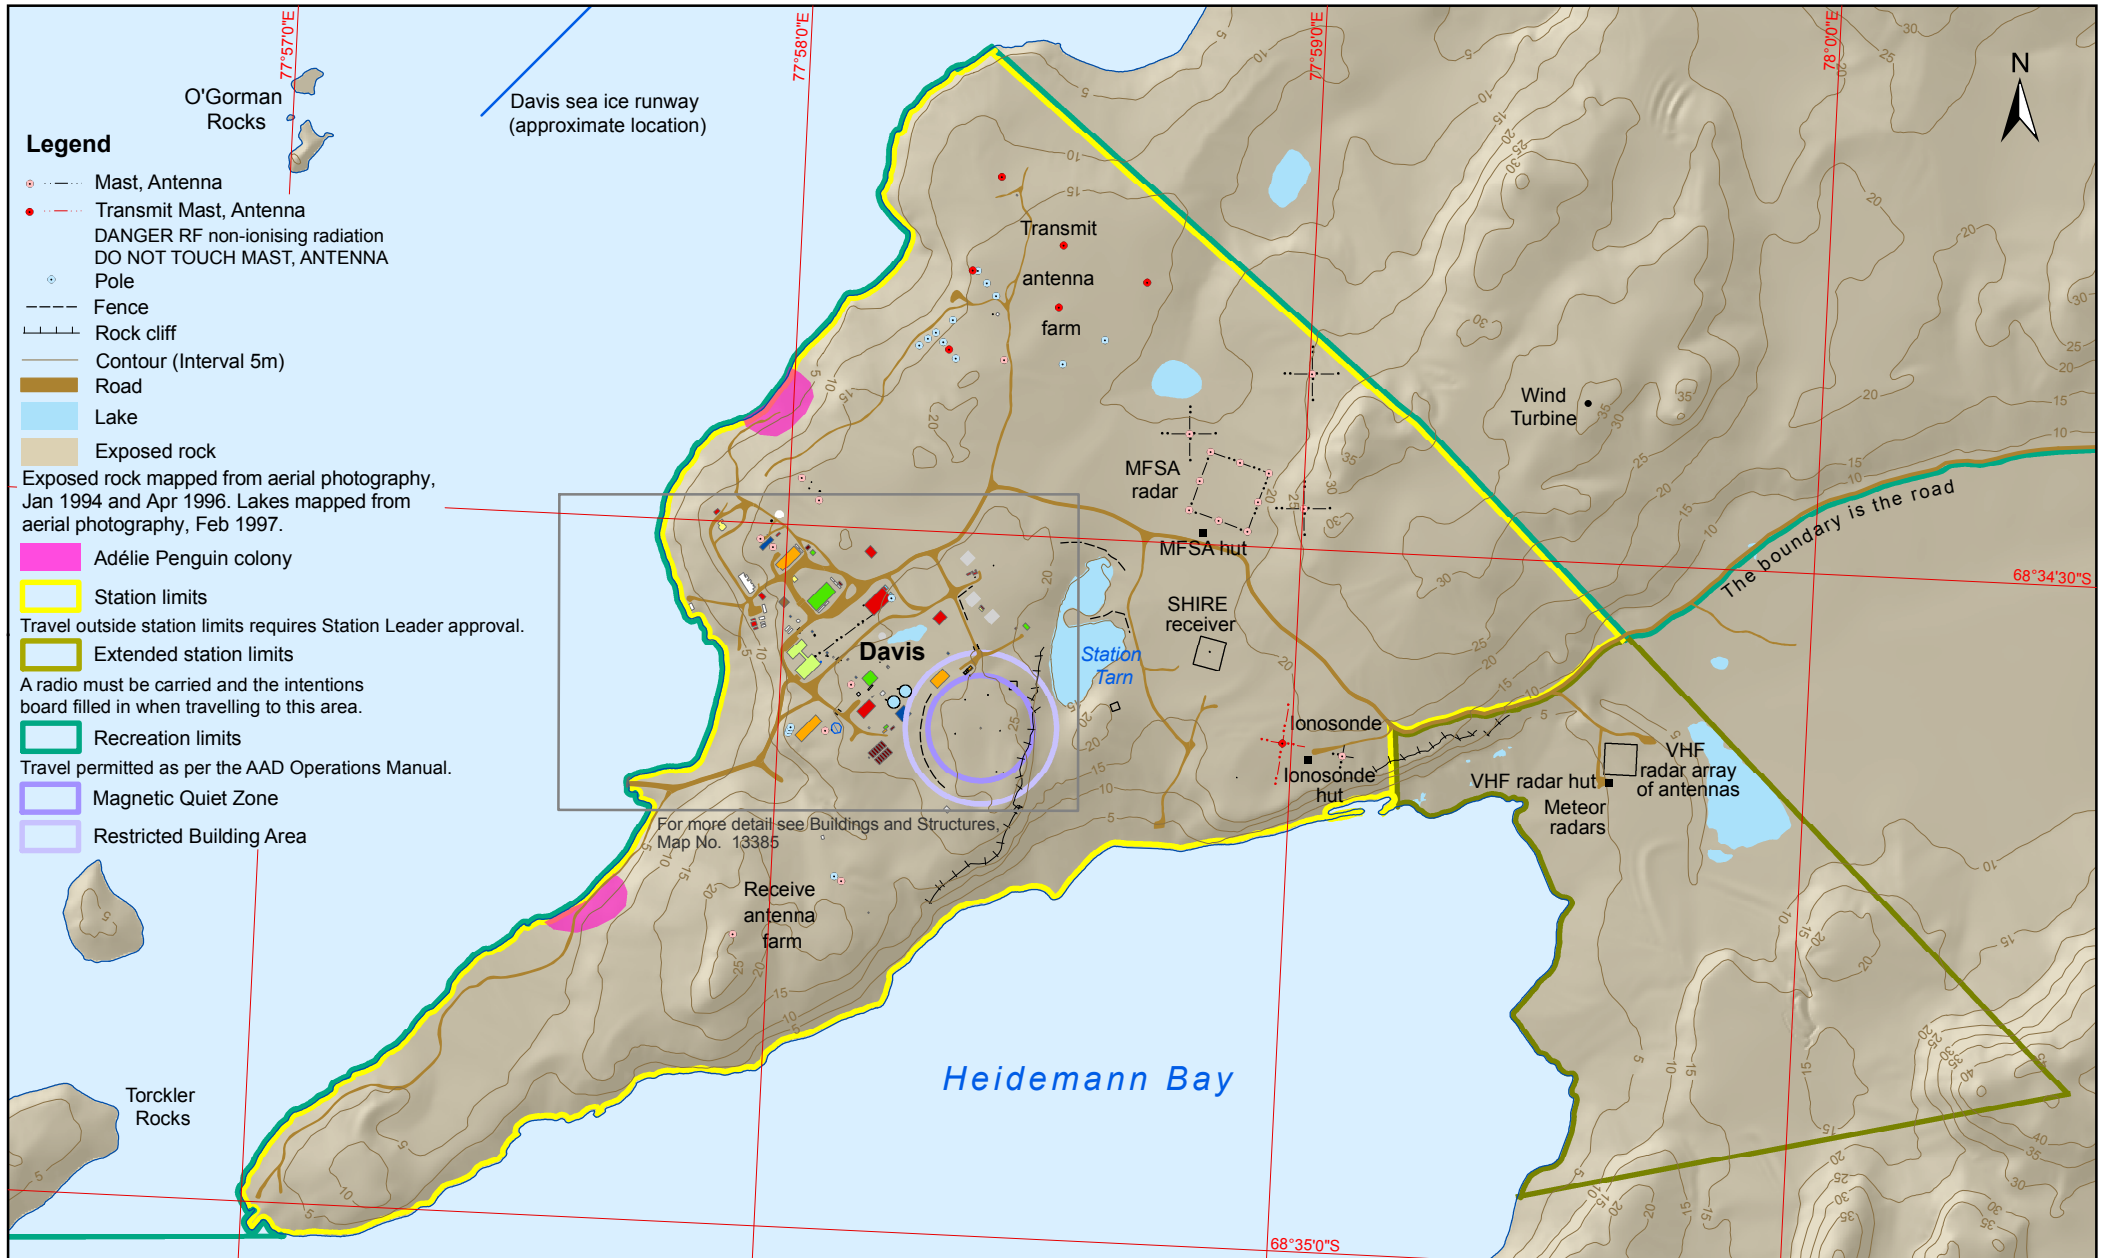 77°57'0"E
77°58'0"E
77°59'0"E
78°0'0"E
N
O'Gorman
Rocks
Davis sea ice runway
(approximate location)
Legend
Mast, Antenna
Transmit Mast, Antenna
DANGER RF non-ionising radiation
DO NOT TOUCH MAST, ANTENNA
Pole
Fence
Rock cliff
Contour (Interval 5m)
Road
Lake
Exposed rock
Exposed rock mapped from aerial photography,
Jan 1994 and Apr 1996. Lakes mapped from
aerial photography, Feb 1997.
Adélie Penguin colony
Station limits
Travel outside station limits requires Station Leader approval.
Extended station limits
A radio must be carried and the intentions
board filled in when travelling to this area.
Recreation limits
Travel permitted as per the AAD Operations Manual.
Magnetic Quiet Zone
Restricted Building Area
Transmit
antenna
farm
Wind
Turbine
MFSA
radar
MFSA hut
The boundary is the road
68°34'30"S
SHIRE
receiver
Davis
Station
Tarn
Ionosonde
Ionosonde
hut
VHF
radar array
of antennas
VHF radar hut
Meteor
radars
For more detail see Buildings and Structures,
Map No. 13385
Receive
antenna
farm
Heidemann Bay
Torckler
Rocks
68°35'0"S